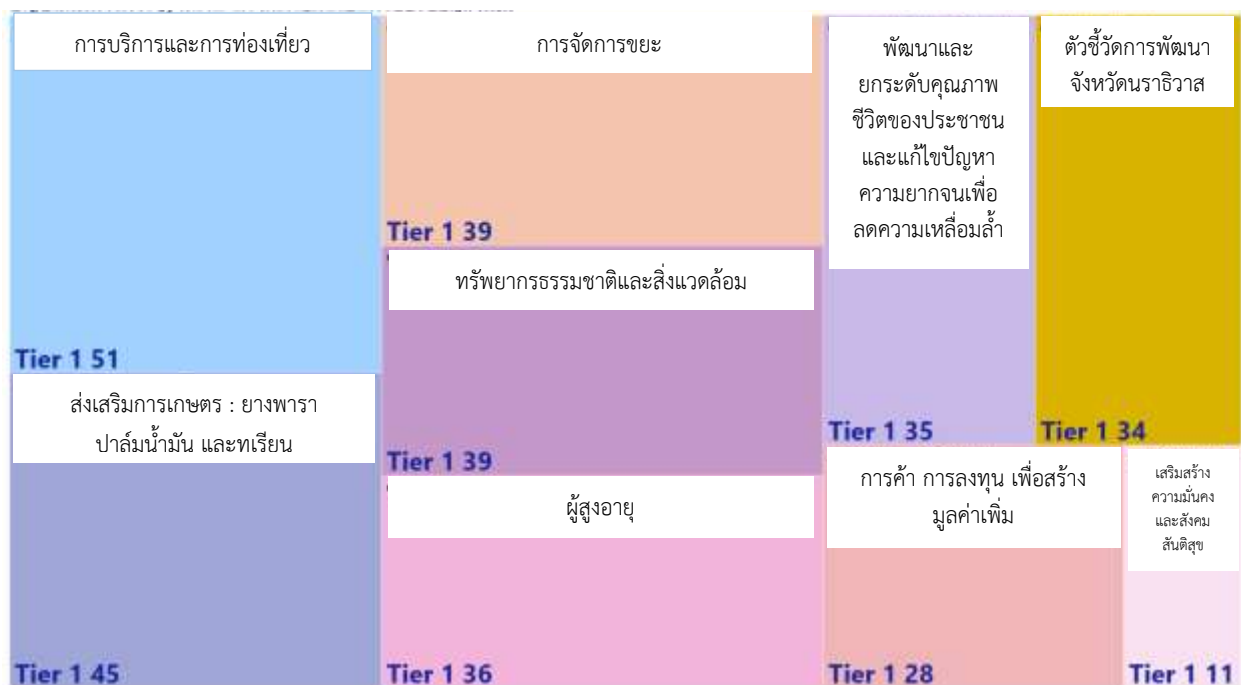 การบริการและการท่องเที่ยว
Tier 1 51
ส่งเสริมการเกษตร : ยางพารา
ปาล์มน้ำมัน และทเรียน
Tier 1 45
การจัดการขยะ
Tier 1 39
ทรัพยากรธรรมชาติและสิ่งแวดล้อม
Tier 1 39
ผู้สูงอายุ
Tier 1 36
พัฒนาและ
ยกระดับคุณภาพ
ชีวิตของประชาชน
และแก้ไขปัญหา
ความยากจนเพื่อ
ลดความเหลื่อมล้ำ
Tier 1 35
ตัวชี้วัดการพัฒนา
จังหวัดนราธิวาส
Tier 1 34
การค้า การลงทุน เพื่อสร้าง
มูลค่าเพิ่ม
Tier 1 28
เสริมสร้าง
ความมั่นคง
และสังคม
สันติสุข
Tier 1 11